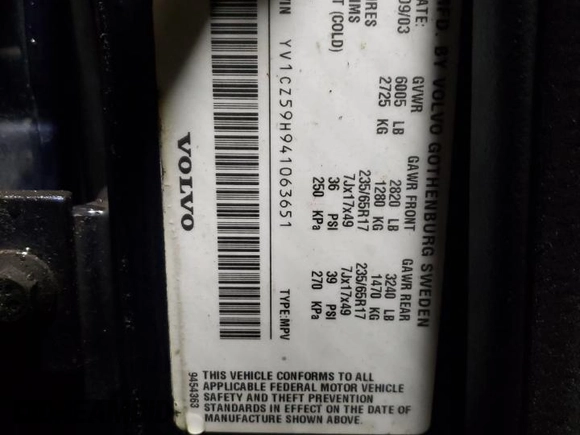 MFD. BY VOLVO GOTHENBURG SWEDEN
DATE: GVWR GAWR FRONT GAWR REAR
09/03 6005 LB 2820 LB 3240 LB
2725 KG 1280 KG 1470 KG
235/65R17 235/65R17
7Jx17x49 7Jx17x49
(COLD) 36 PSI 39 PSI
250 KPa 270 KPa
YV1CZ59H941063651 TYPE:MPV
VOLVO
THIS VEHICLE CONFORMS TO ALL
APPLICABLE FEDERAL MOTOR VEHICLE
SAFETY AND THEFT PREVENTION
STANDARDS IN EFFECT ON THE DATE OF
MANUFACTURE SHOWN ABOVE.
9454363